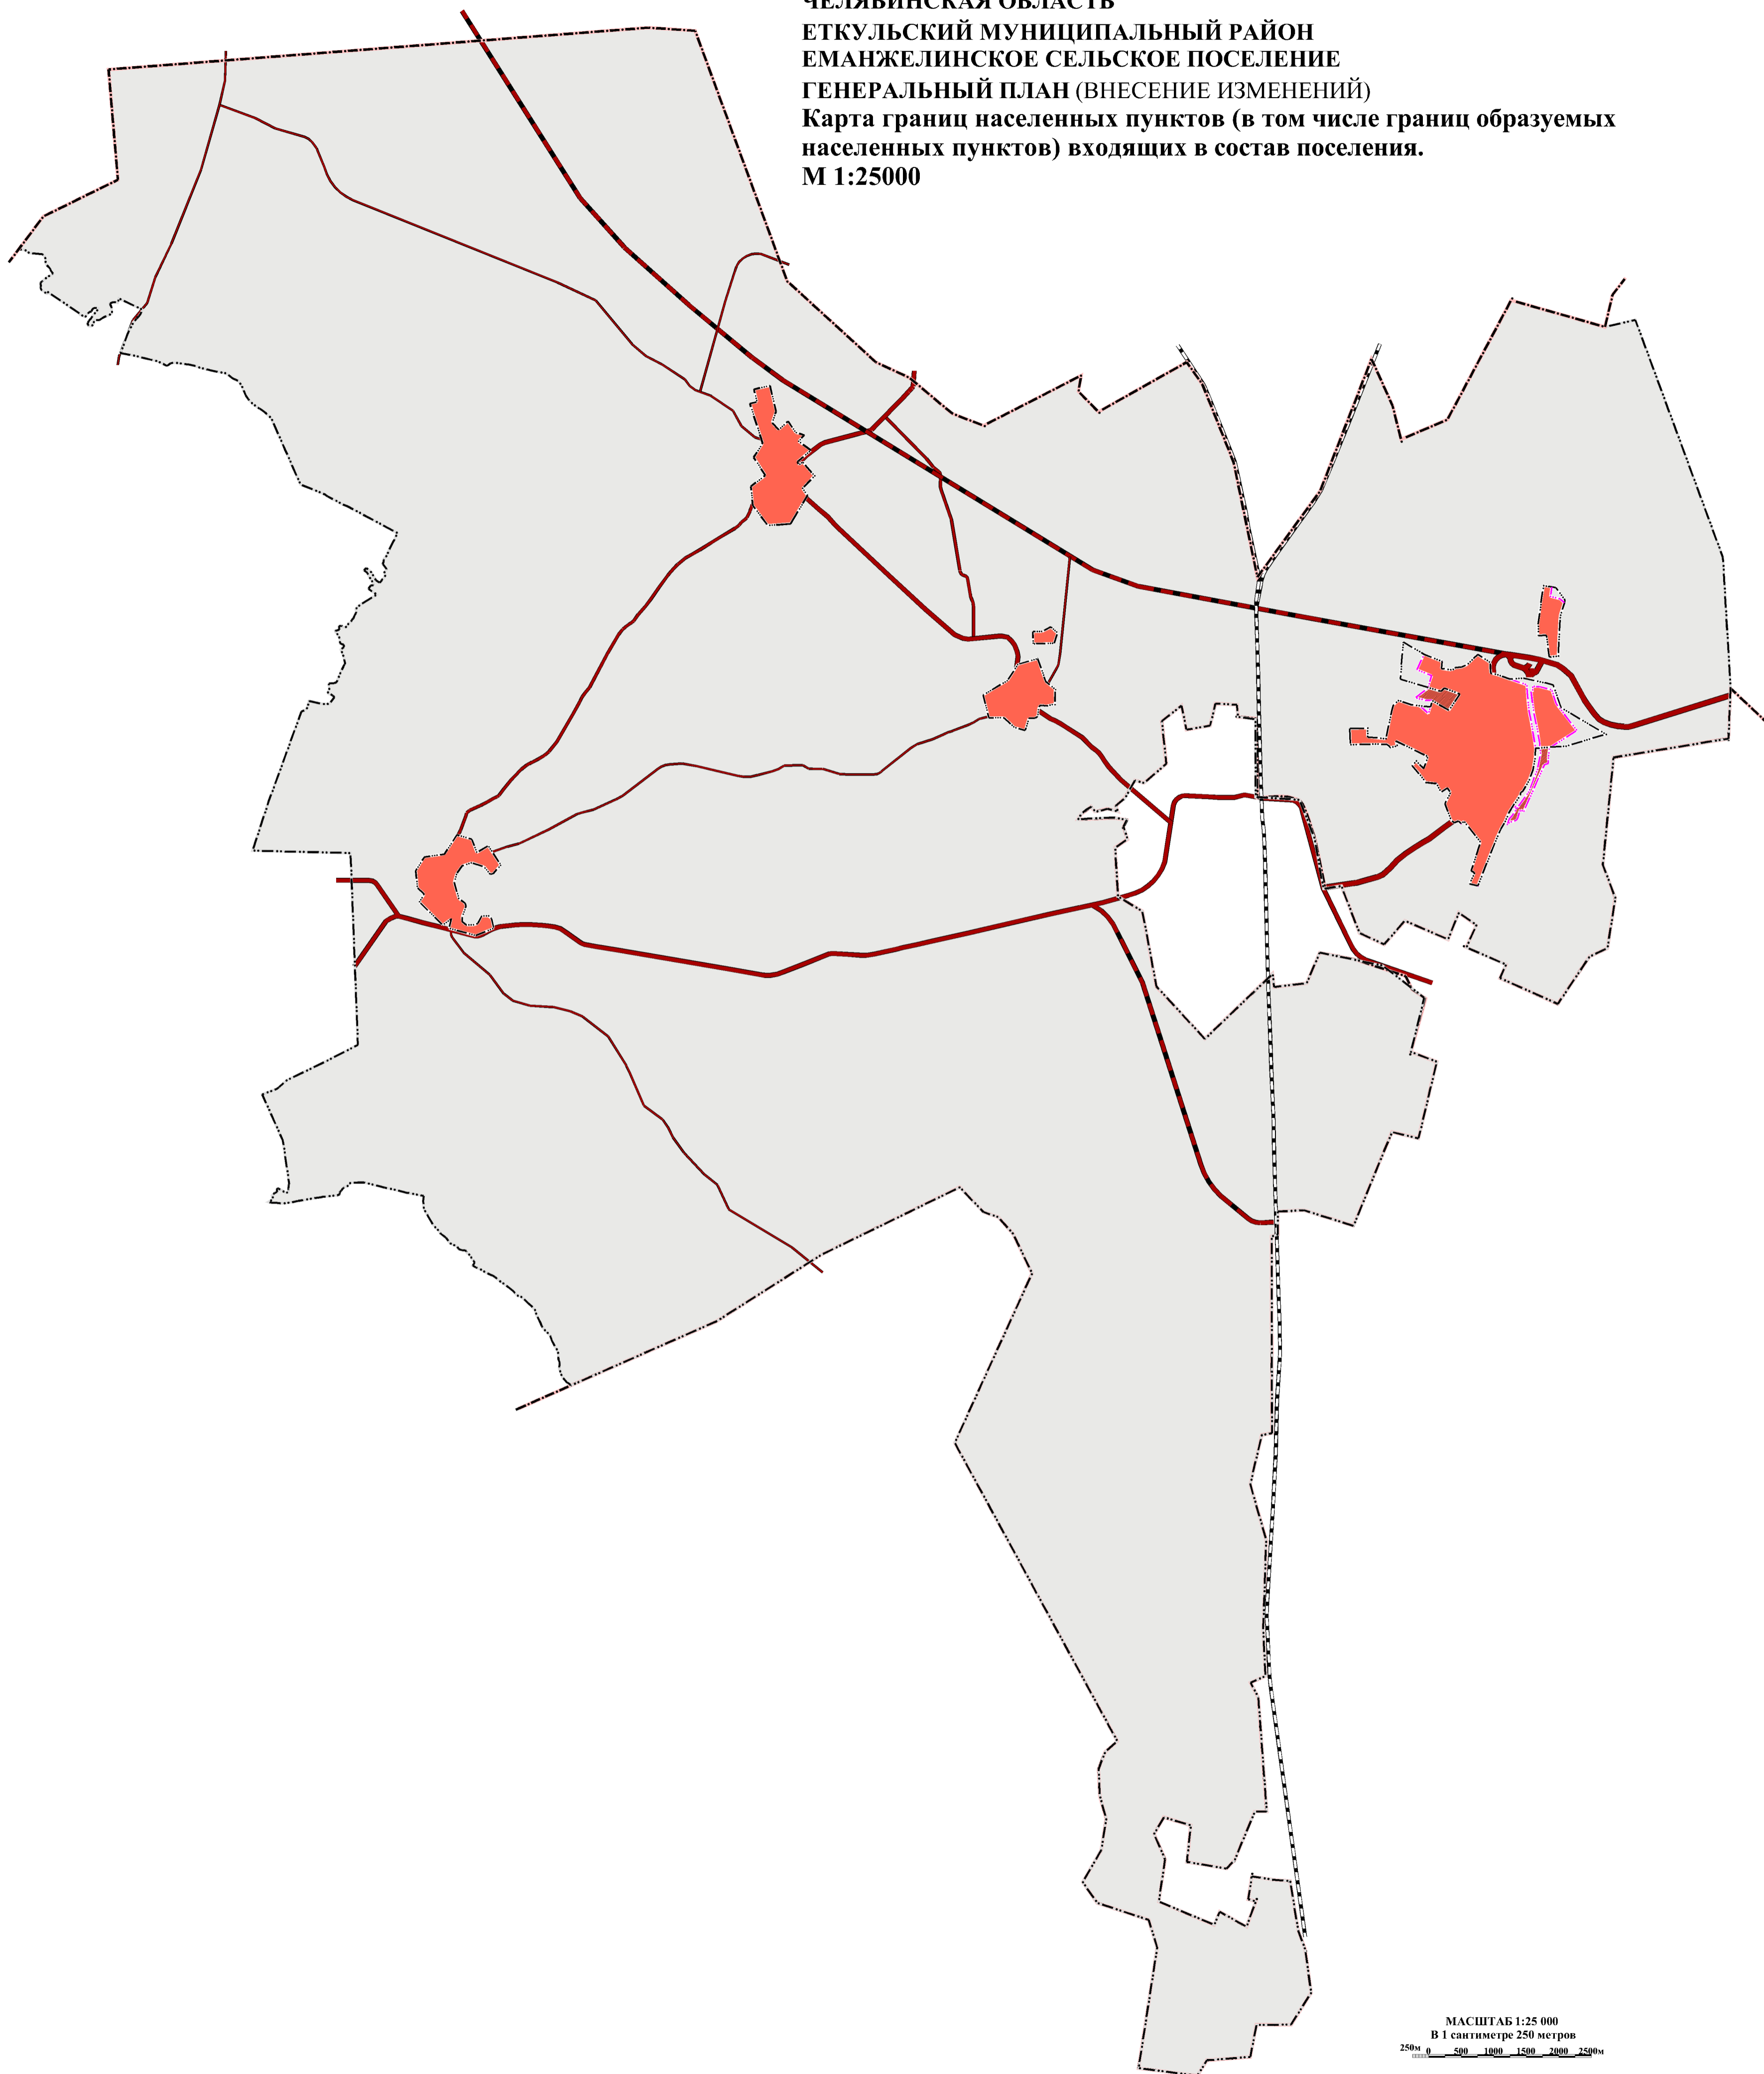 ЧЕЛЯБИНСКАЯ ОБЛАСТЬ
ЕТКУЛЬСКИЙ МУНИЦИПАЛЬНЫЙ РАЙОН
ЕМАНЖЕЛИНСКОЕ СЕЛЬСКОЕ ПОСЕЛЕНИЕ
ГЕНЕРАЛЬНЫЙ ПЛАН (ВНЕСЕНИЕ ИЗМЕНЕНИЙ)
Карта границ населенных пунктов (в том числе границ образуемых
населенных пунктов) входящих в состав поселения.
М 1:25000
МАСШТАБ 1:25 000
В 1 сантиметре 250 метров
250м 0 500 1000 1500 2000 2500м